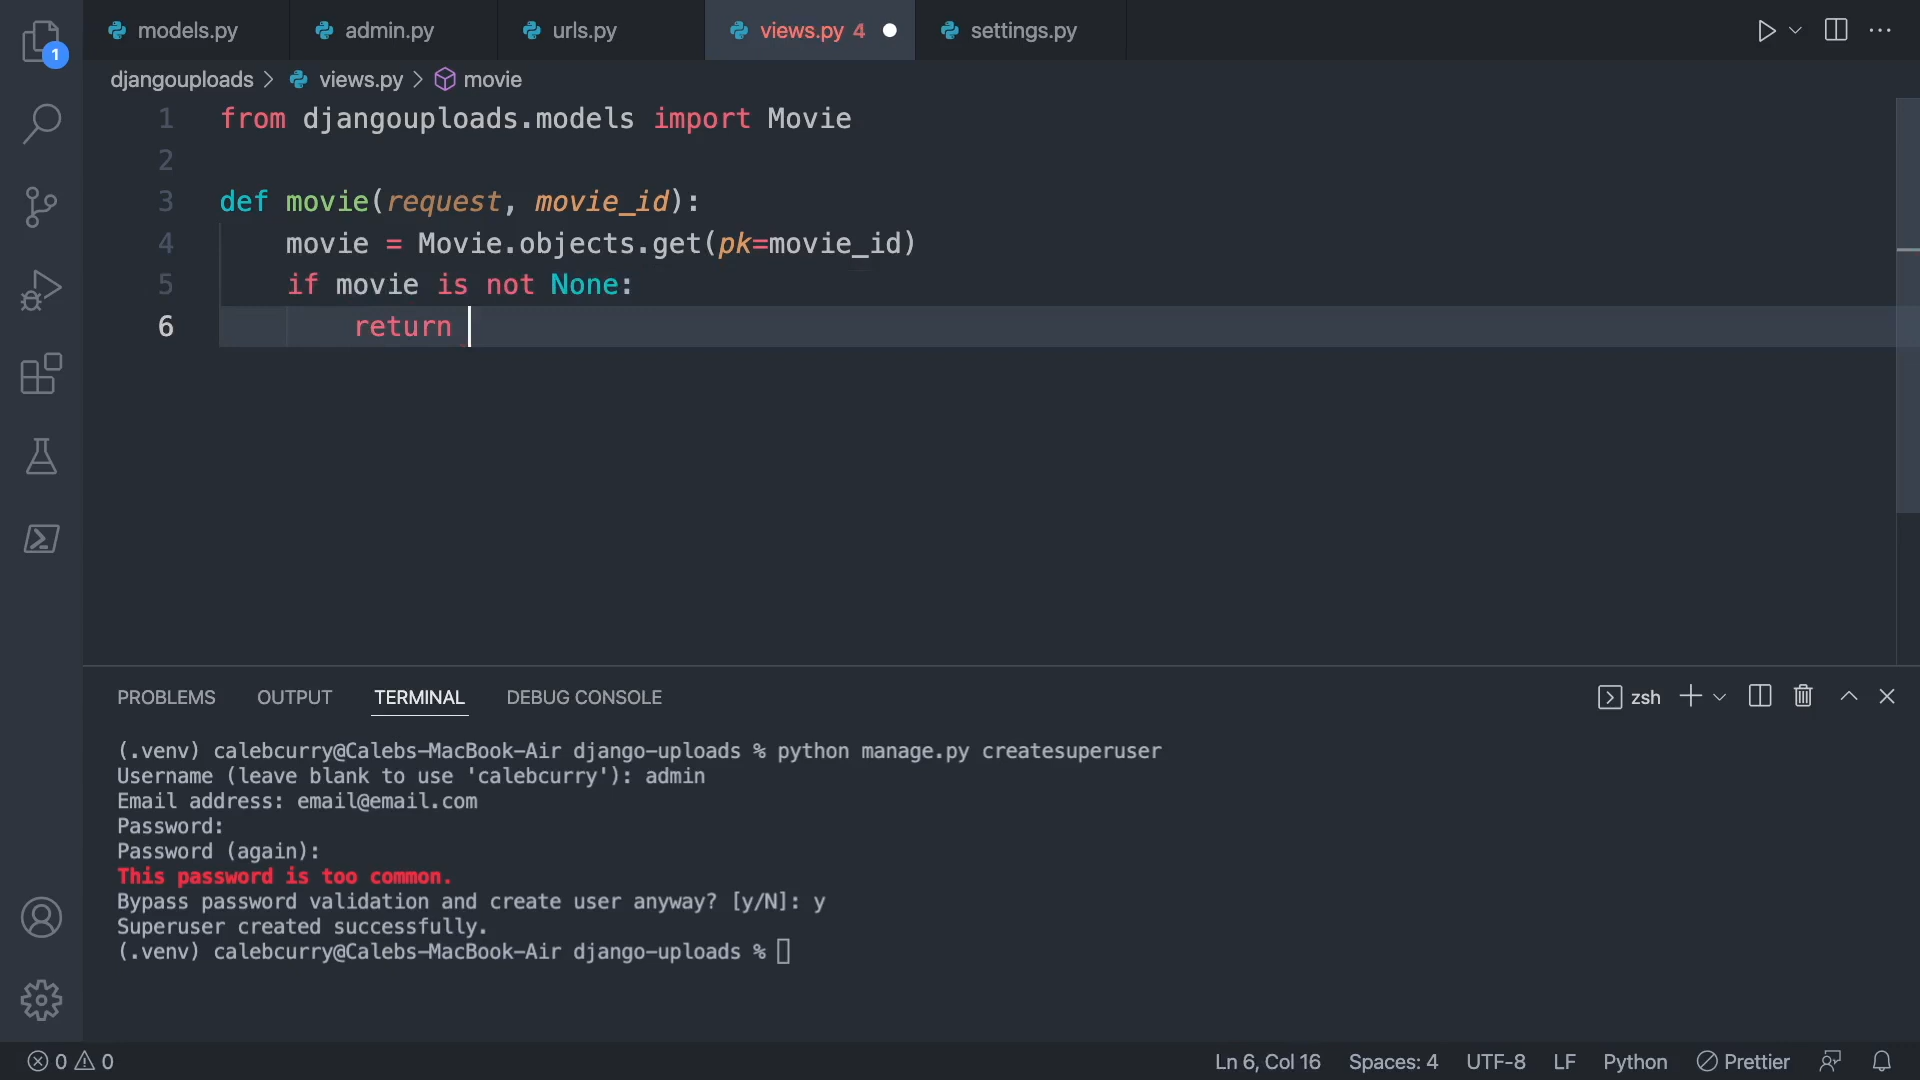 1
models.py
admin.py
urls.py
views.py 4
settings.py
djangouploads
views.py
movie
1 from djangouploads.models import Movie
2
3 def movie(request, movie_id):
4 movie = Movie.objects.get(pk=movie_id)
5 if movie is not None:
6 return
PROBLEMS
OUTPUT
TERMINAL
DEBUG CONSOLE
zsh
(.venv) calebcurry@Calebs-MacBook-Air django-uploads % python manage.py createsuperuser
Username (leave blank to use 'calebcurry'): admin
Email address: email@email.com
Password:
Password (again):
This password is too common.
Bypass password validation and create user anyway? [y/N]: y
Superuser created successfully.
(.venv) calebcurry@Calebs-MacBook-Air django-uploads %
0 0
Ln 6, Col 16
Spaces: 4
UTF-8
LF
Python
Prettier